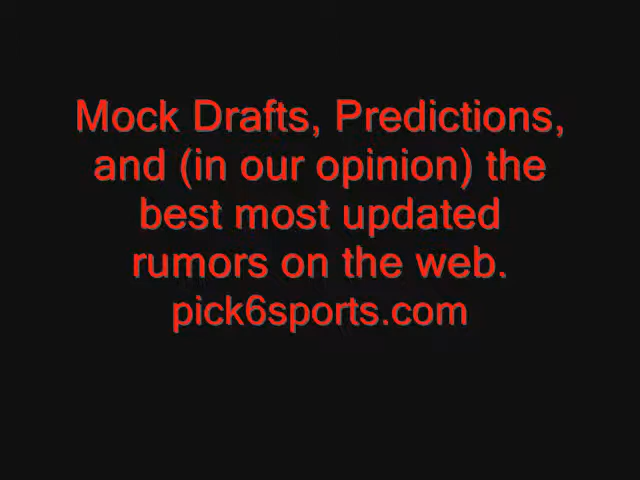 Mock Drafts, Predictions,
and (in our opinion) the
best most updated
rumors on the web.
pick6sports.com